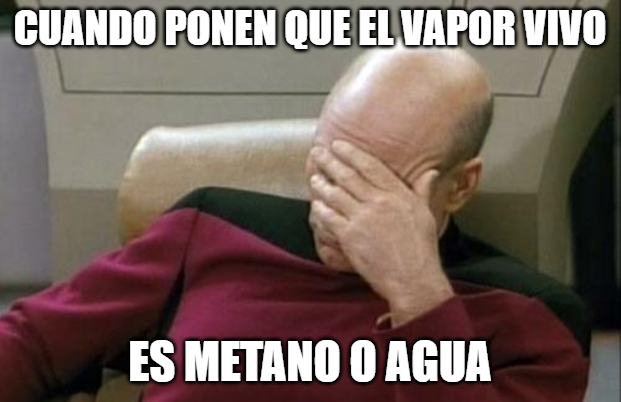 CUANDO PONEN QUE EL VAPOR VIVO
ES METANO O AGUA